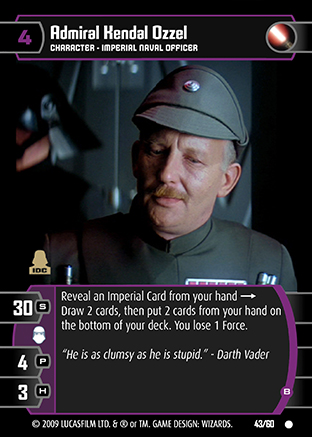 4
Admiral Kendal Ozzel
CHARACTER - IMPERIAL NAVAL OFFICER
IDC
30 S
4 P
3 H
Reveal an Imperial Card from your hand →
Draw 2 cards, then put 2 cards from your hand on
the bottom of your deck. You lose 1 Force.
“He is as clumsy as he is stupid.” - Darth Vader
B
© 2009 LUCASFILM LTD. & ® or TM. GAME DESIGN: WIZARDS. 43/60